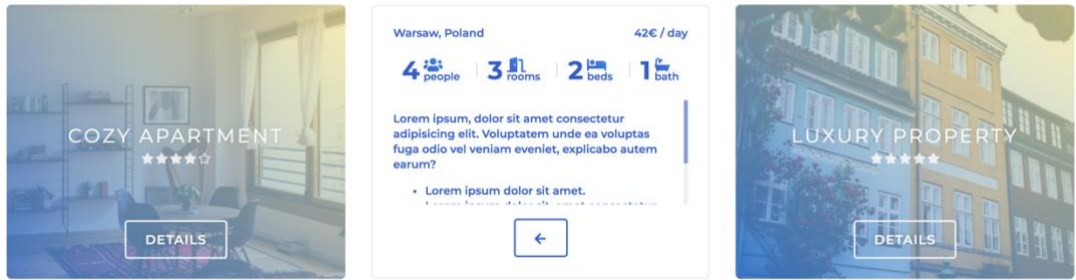 COZY APARTMENT
DETAILS
Warsaw, Poland
42€ / day
4 people
3 rooms
2 beds
1 bath
Lorem ipsum, dolor sit amet consectetur
adipisicing elit. Voluptatem unde ea voluptas
fuga odio vel veniam eveniet, explicabo autem
earum?
• Lorem ipsum dolor sit amet.
LUXURY PROPERTY
DETAILS